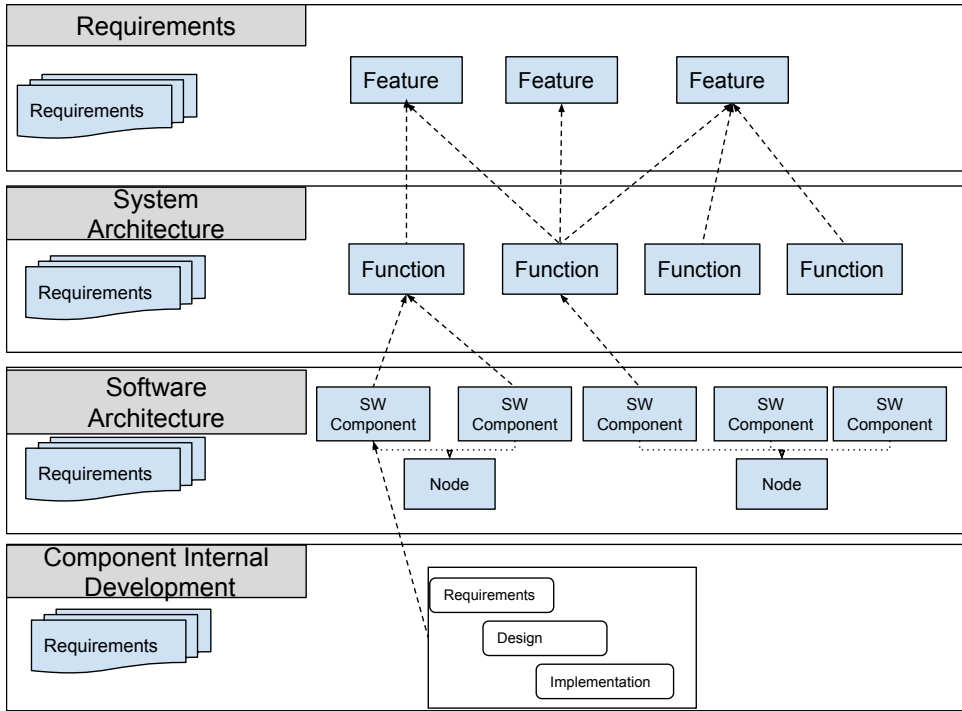 Requirements
Requirements
Feature
Feature
Feature
System
Architecture
Requirements
Function
Function
Function
Function
Software
Architecture
Requirements
SW
Component
SW
Component
SW
Component
SW
Component
SW
Component
Node
Node
Component Internal
Development
Requirements
Requirements
Design
Implementation